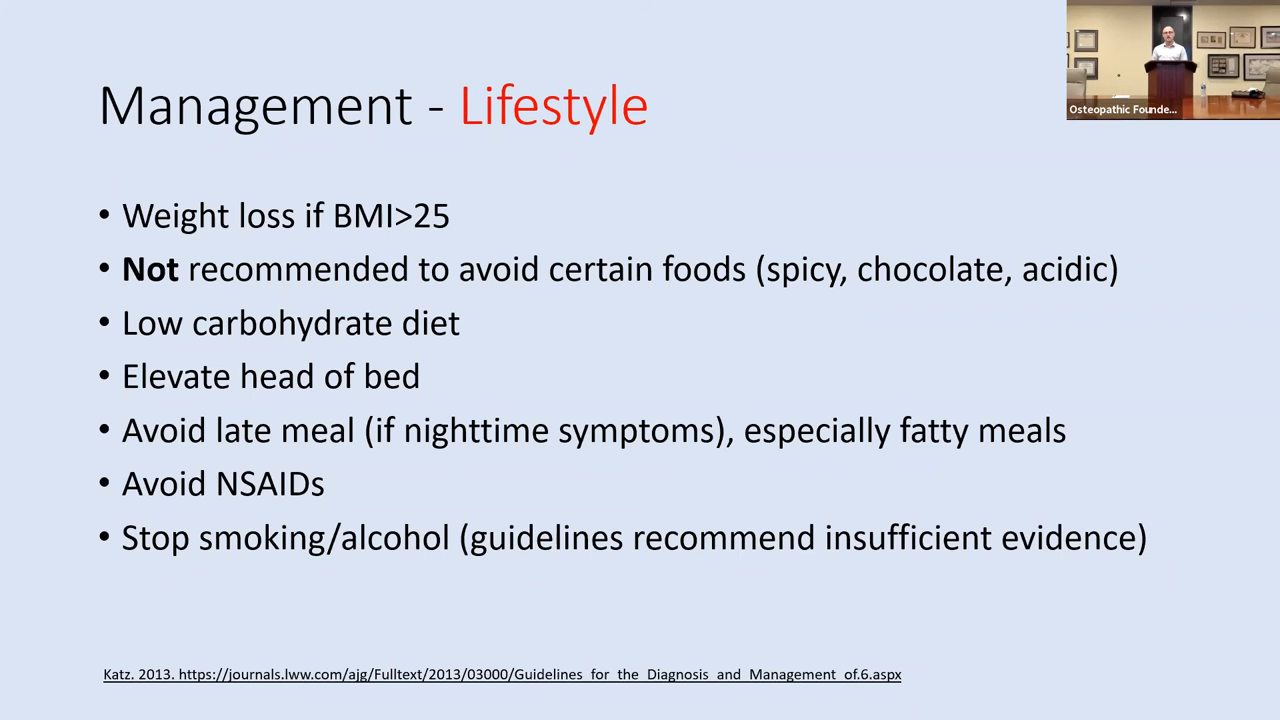 Management - Lifestyle
• Weight loss if BMI>25
• Not recommended to avoid certain foods (spicy, chocolate, acidic)
• Low carbohydrate diet
• Elevate head of bed
• Avoid late meal (if nighttime symptoms), especially fatty meals
• Avoid NSAIDs
• Stop smoking/alcohol (guidelines recommend insufficient evidence)
Katz. 2013. https://journals.lww.com/ajg/Fulltext/2013/03000/Guidelines_for_the_Diagnosis_and_Management_of.6.aspx
Osteopathic Founde...